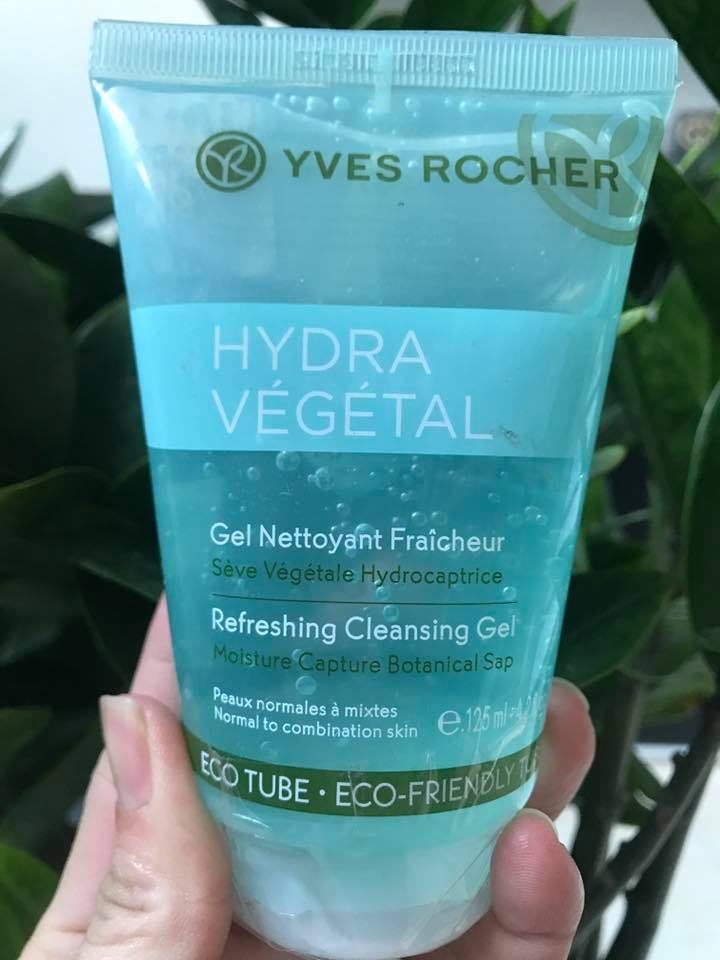 YVES ROCHER
HYDRA
VÉGÉTAL
Gel Nettoyant Fraîcheur
Sève Végétale Hydrocaptrice
Refreshing Cleansing Gel
Moisture Capture Botanical Sap
Peaux normales à mixtes
Normal to combination skin
e 125 ml
ECO TUBE • ECO-FRIENDLY